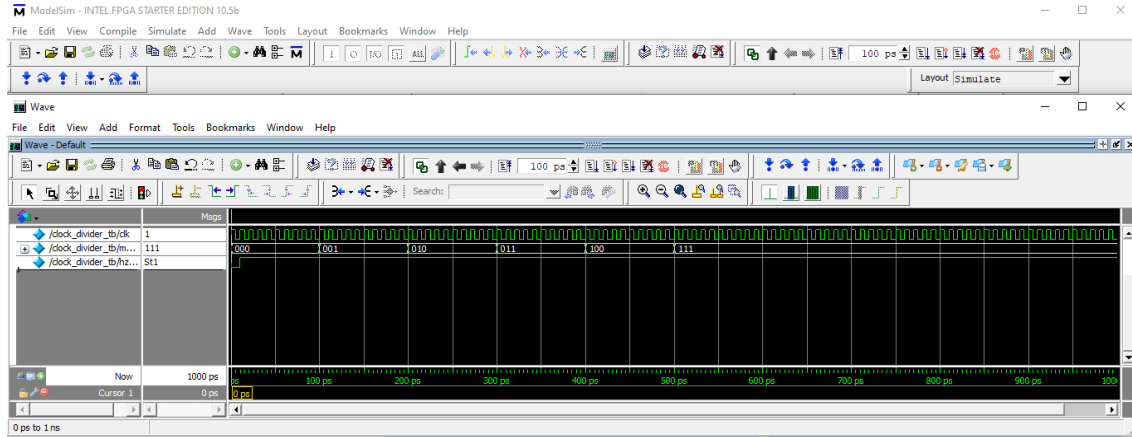 ModelSim - INTEL FPGA STARTER EDITION 10.5b
File Edit View Compile Simulate Add Wave Tools Layout Bookmarks Window Help
100 ps
Layout Simulate
Wave
File Edit View Add Format Tools Bookmarks Window Help
Wave - Default
100 ps
Search:
Msgs
/clock_divider_tb/clk 1
/clock_divider_tb/m... 111 000 001 010 011 100 111
/clock_divider_tb/hz... St1
Now 1000 ps ps 100 ps 200 ps 300 ps 400 ps 500 ps 600 ps 700 ps 800 ps 900 ps 100
Cursor 1 0 ps 0 ps
0 ps to 1 ns